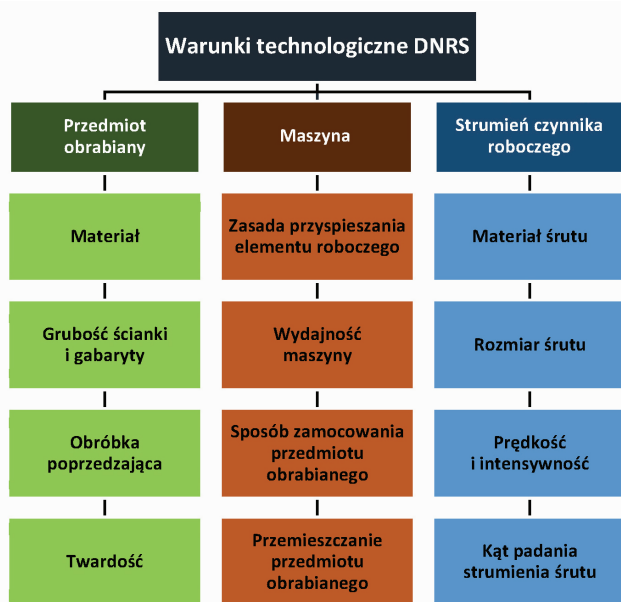 Warunki technologiczne DNRS
Przedmiot
obrabiany
Maszyna
Strumień czynnika
roboczego
Materiał
Zasada przyspieszania
elementu roboczego
Materiał śrutu
Grubość ścianki
i gabaryty
Wydajność
maszyny
Rozmiar śrutu
Obróbka
poprzedzająca
Sposób zamocowania
przedmiotu
obrabianego
Prędkość
i intensywność
Twardość
Przemieszczanie
przedmiotu
obrabianego
Kąt padania
strumienia śrutu